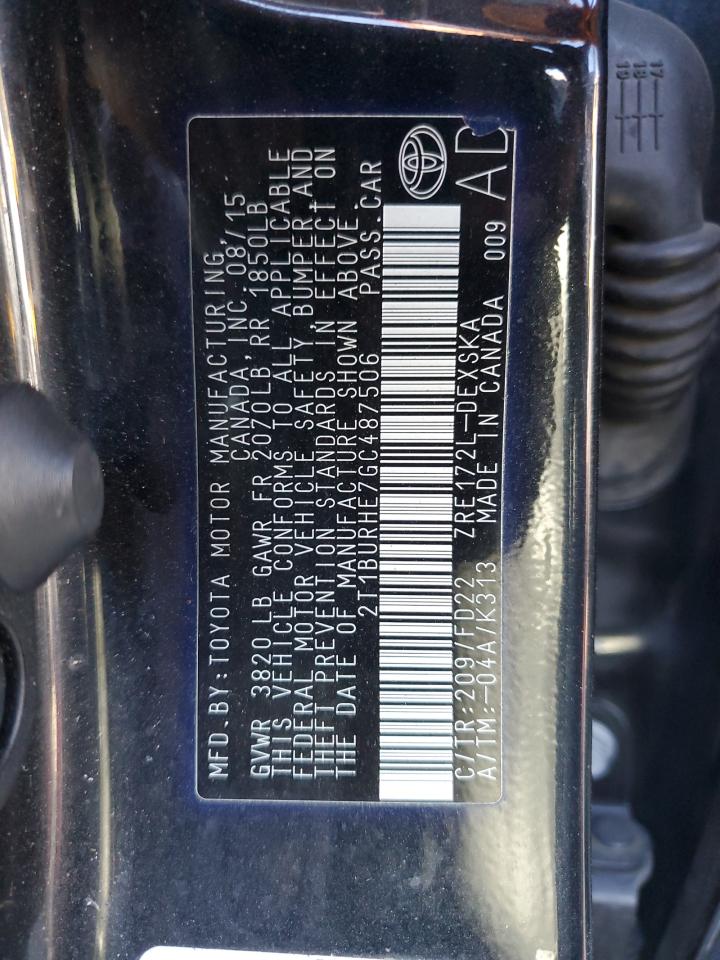 MFD.BY:TOYOTA MOTOR MANUFACTURING
CANADA, INC. 08/15
GVWR 3820 LB GAWR FR 2070LB, RR 1850LB
THIS VEHICLE CONFORMS TO ALL APPLICABLE
FEDERAL MOTOR VEHICLE SAFETY, BUMPER AND
THEFT PREVENTION STANDARDS IN EFFECT ON
THE DATE OF MANUFACTURE SHOWN ABOVE.
2T1BURHE7GC487506 PASS.CAR
C/TR:209/FD22 ZRE172L-DEXSKA
A/TM:-04A/K313 MADE IN CANADA 009
AD
17
18
19